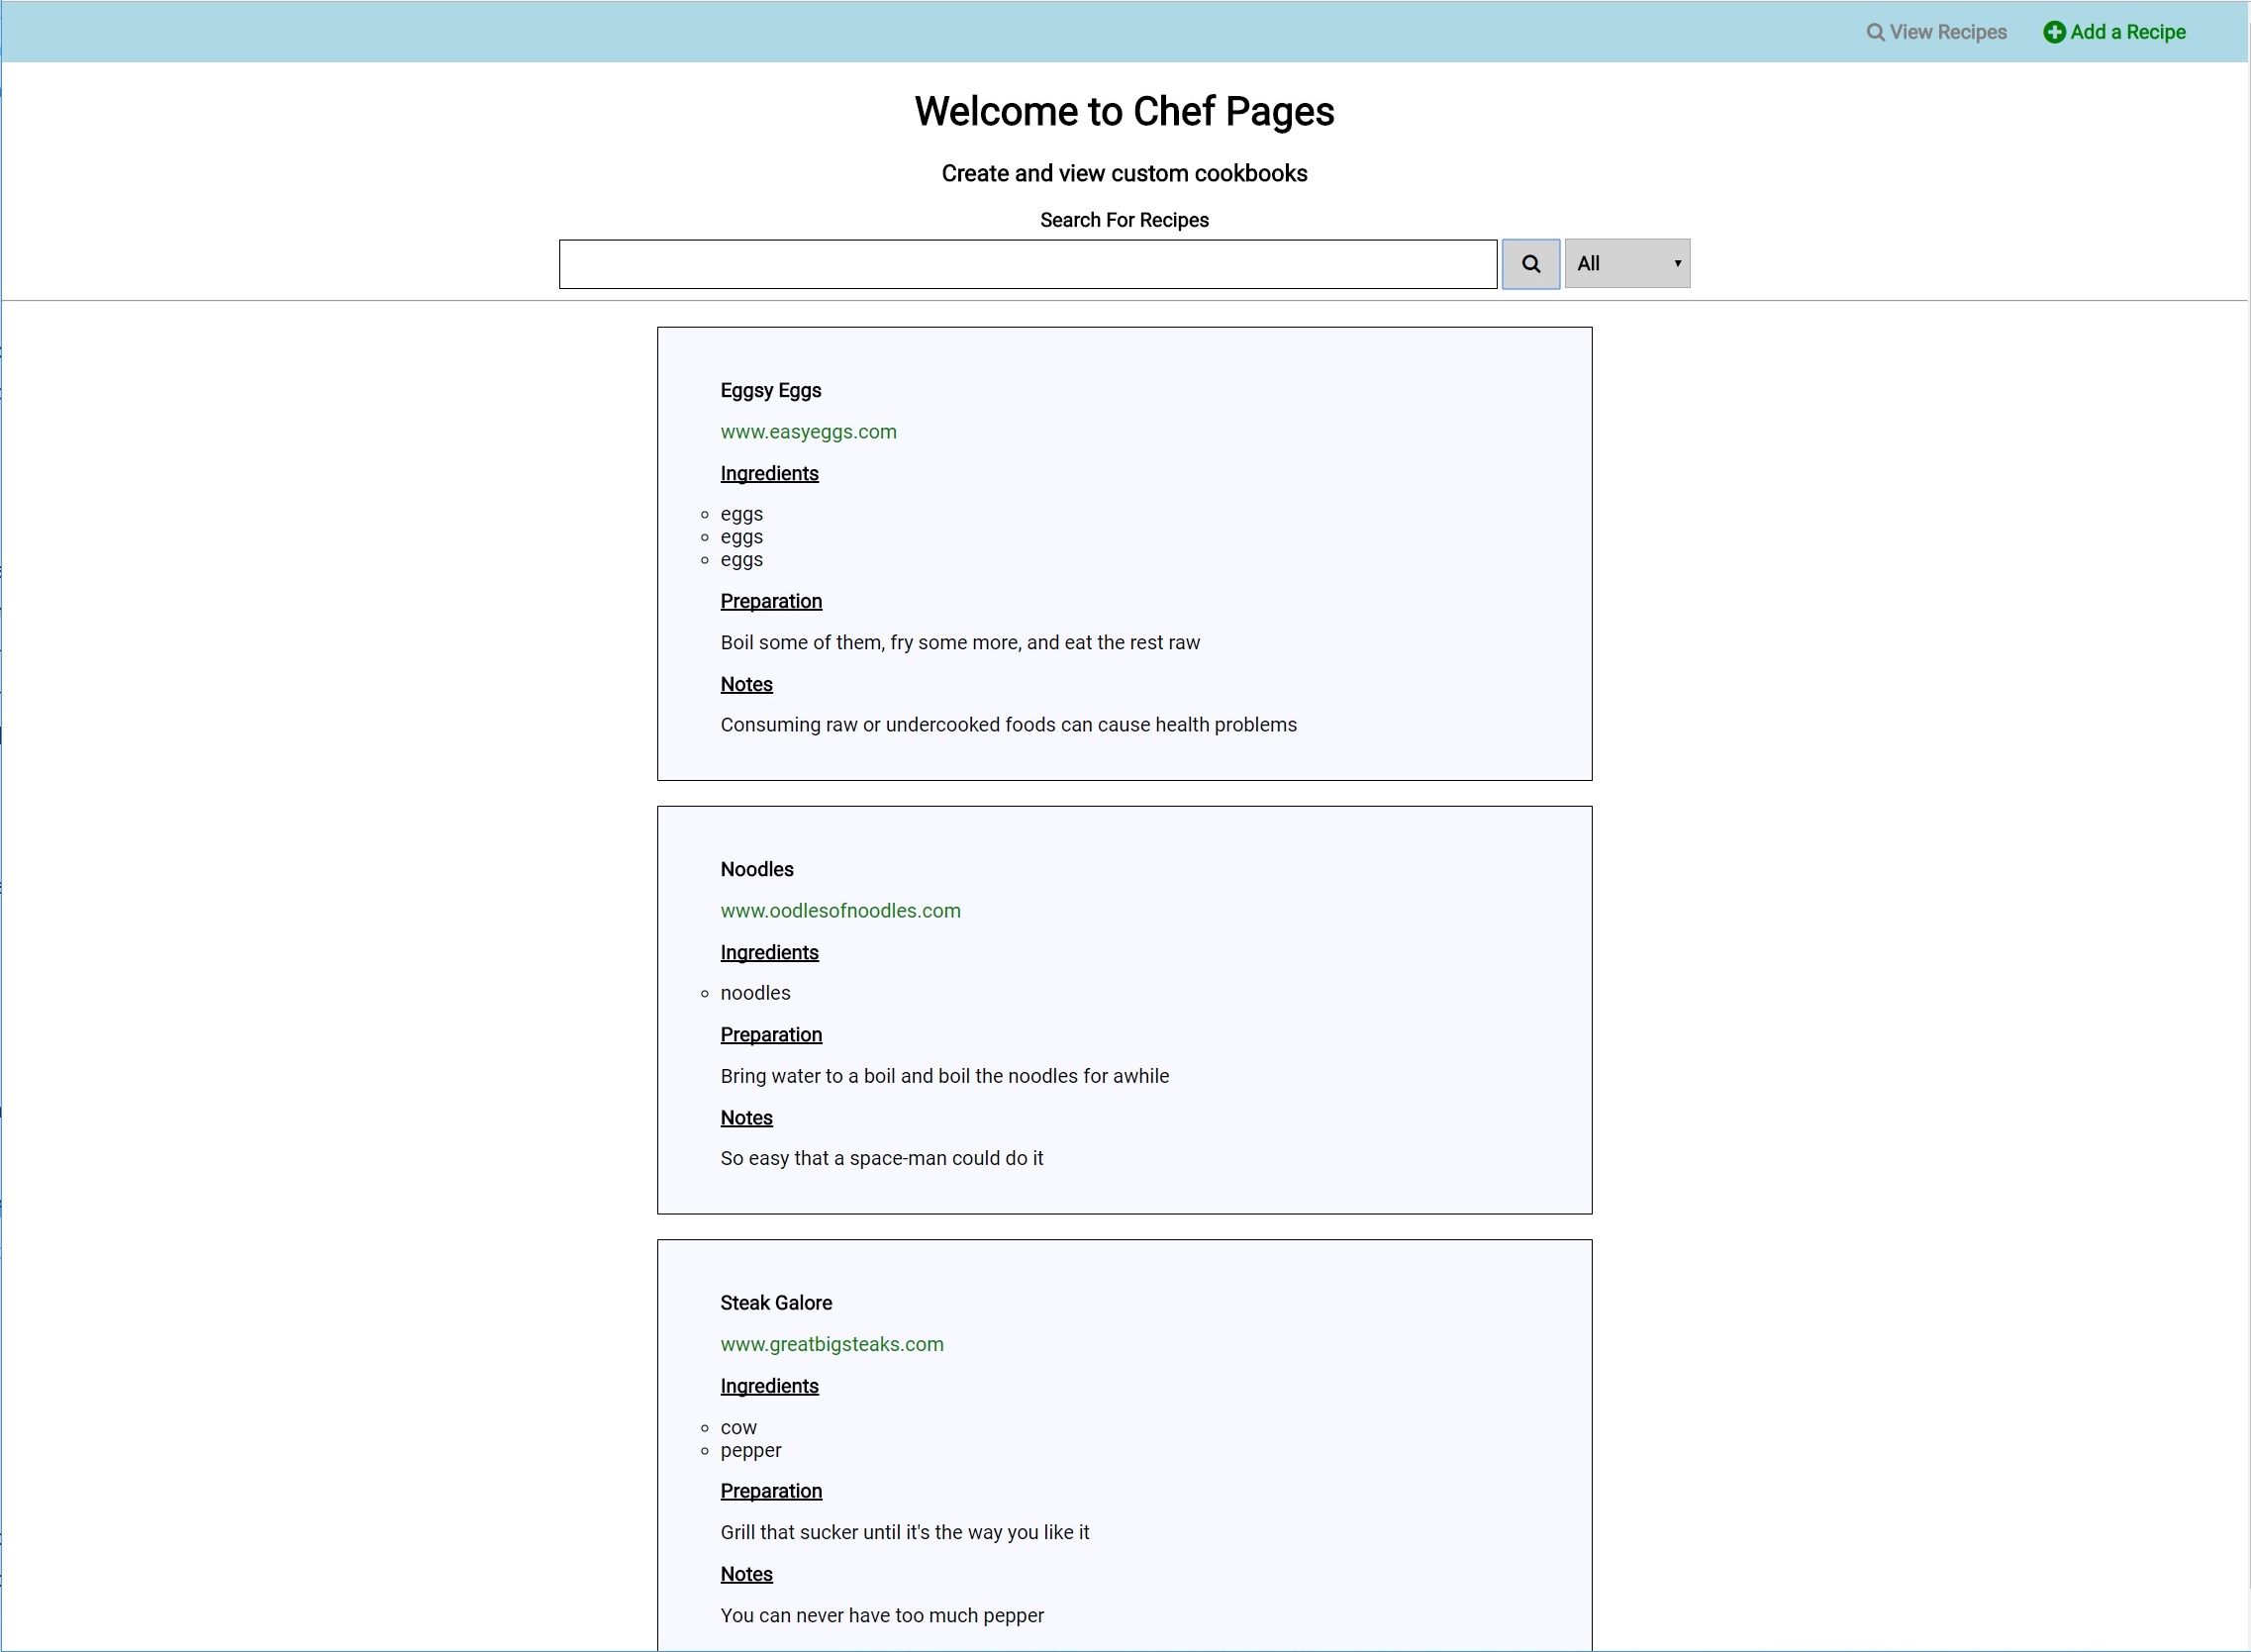 View Recipes Add a Recipe
Welcome to Chef Pages
Create and view custom cookbooks
Search For Recipes
All
Eggsy Eggs
www.easyeggs.com
Ingredients
eggs
eggs
eggs
Preparation
Boil some of them, fry some more, and eat the rest raw
Notes
Consuming raw or undercooked foods can cause health problems
Noodles
www.oodlesofnoodles.com
Ingredients
noodles
Preparation
Bring water to a boil and boil the noodles for awhile
Notes
So easy that a space-man could do it
Steak Galore
www.greatbigsteaks.com
Ingredients
cow
pepper
Preparation
Grill that sucker until it's the way you like it
Notes
You can never have too much pepper